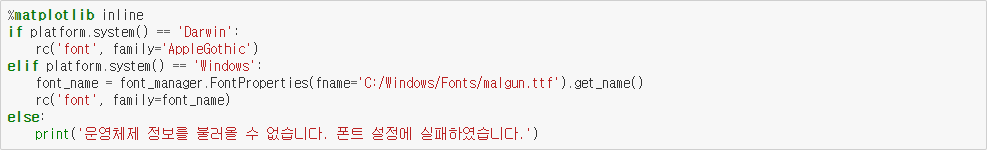 %matplotlib inline
if platform.system() == 'Darwin':
    rc('font', family='AppleGothic')
elif platform.system() == 'Windows':
    font_name = font_manager.FontProperties(fname='C:/Windows/Fonts/malgun.ttf').get_name()
    rc('font', family=font_name)
else:
    print('운영체제 정보를 불러올 수 없습니다. 폰트 설정에 실패하였습니다.')